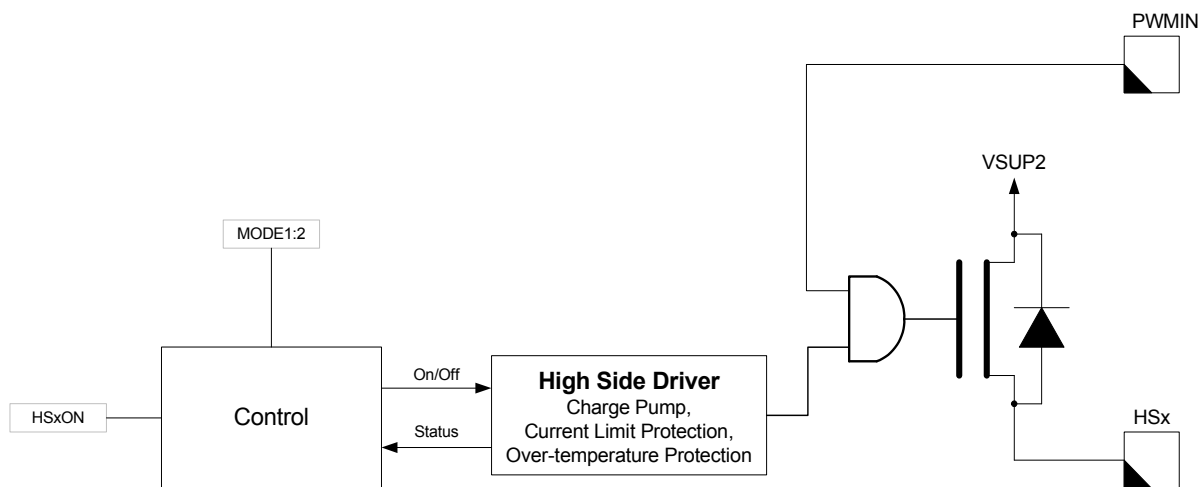 PWMIN
VSUP2
MODE1:2
On/Off
High Side Driver
Charge Pump,
Current Limit Protection,
Over-temperature Protection
HSxON
Control
Status
HSx